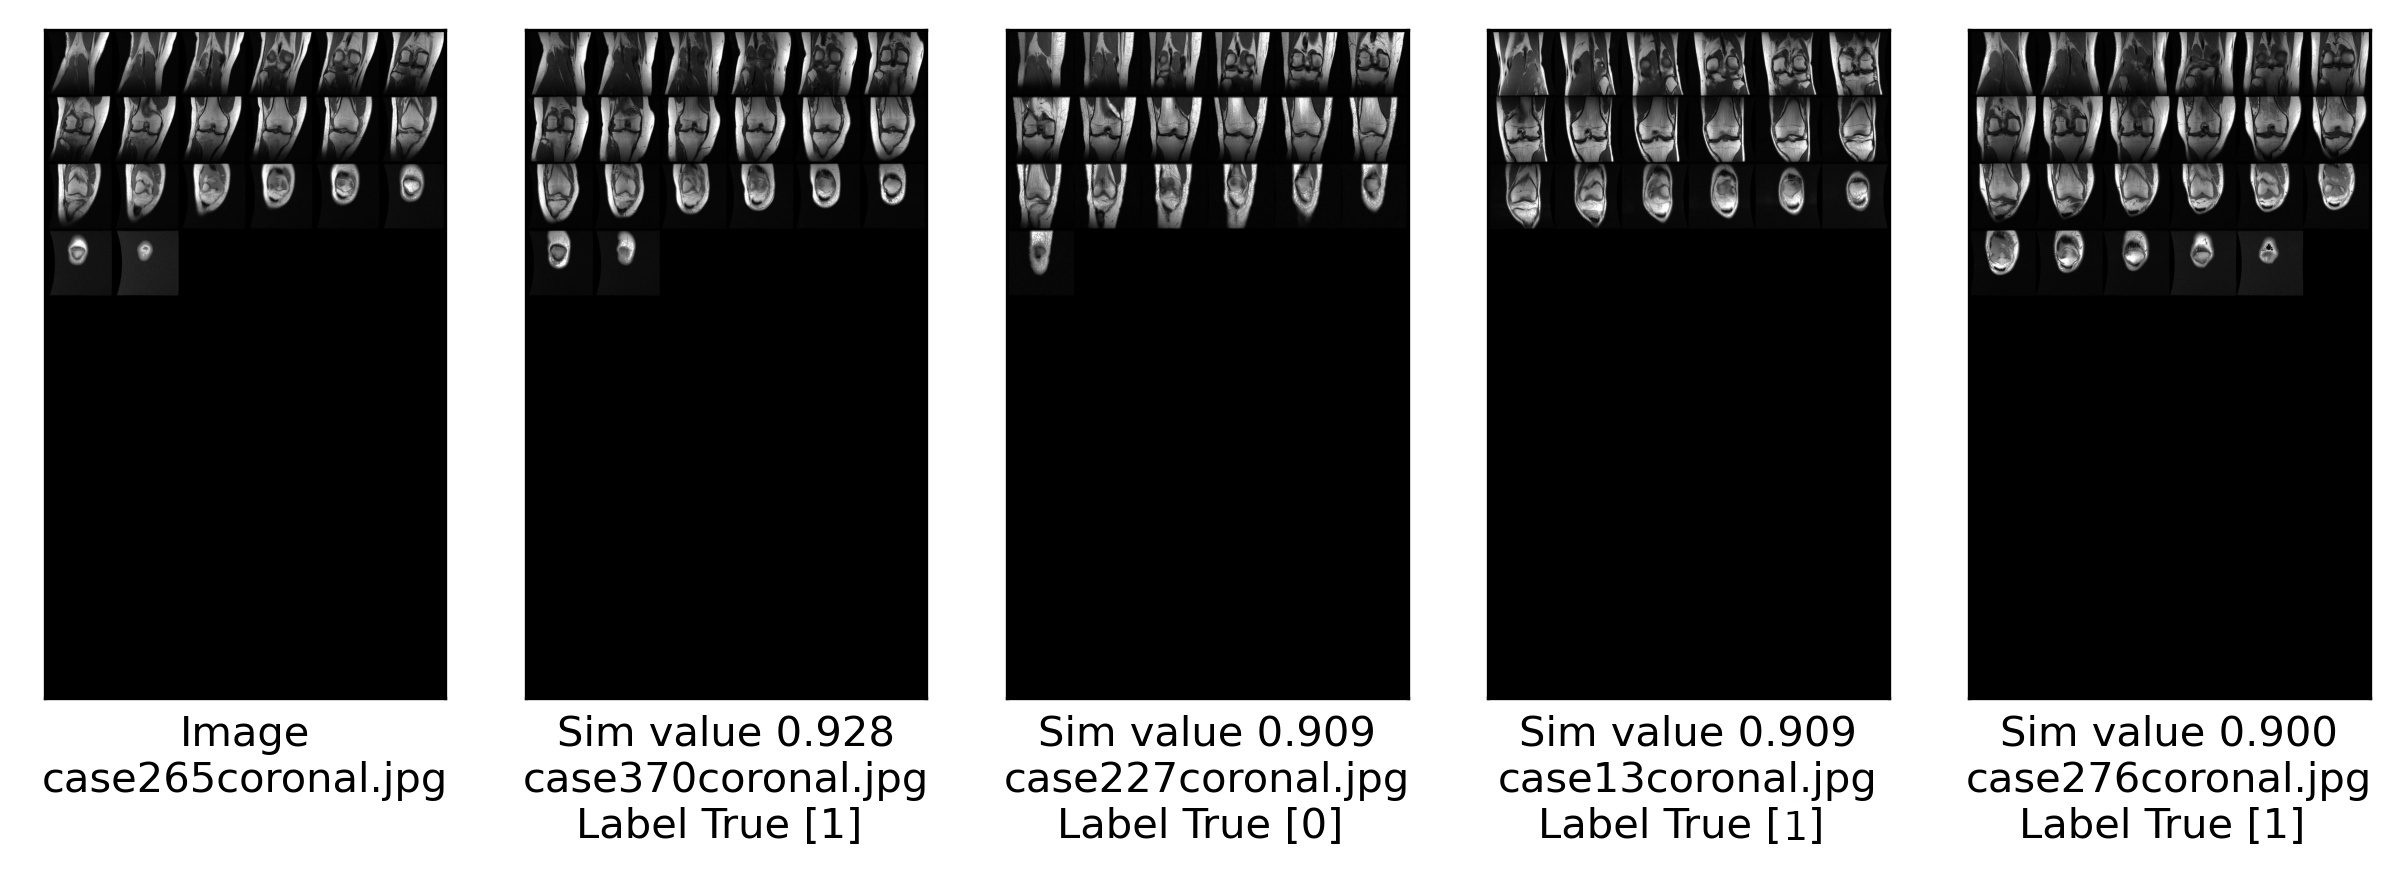 Image
case265coronal.jpg
Sim value 0.928
case370coronal.jpg
Label True [1]
Sim value 0.909
case227coronal.jpg
Label True [0]
Sim value 0.909
case13coronal.jpg
Label True [1]
Sim value 0.900
case276coronal.jpg
Label True [1]